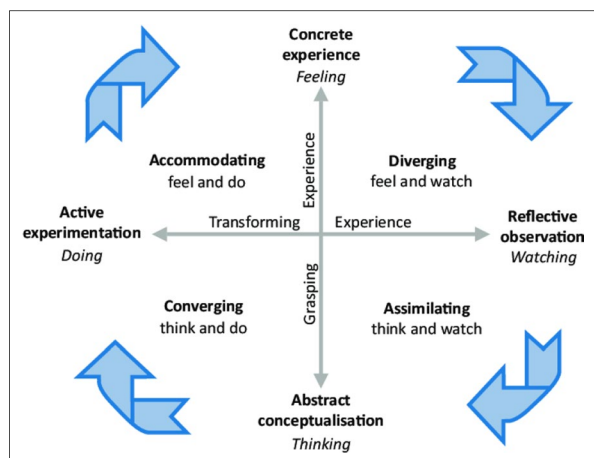 Concrete
experience
Feeling
Accommodating
feel and do
Experience
Diverging
feel and watch
Active
experimentation
Doing
Transforming
Experience
Reflective
observation
Watching
Converging
think and do
Grasping
Assimilating
think and watch
Abstract
conceptualisation
Thinking